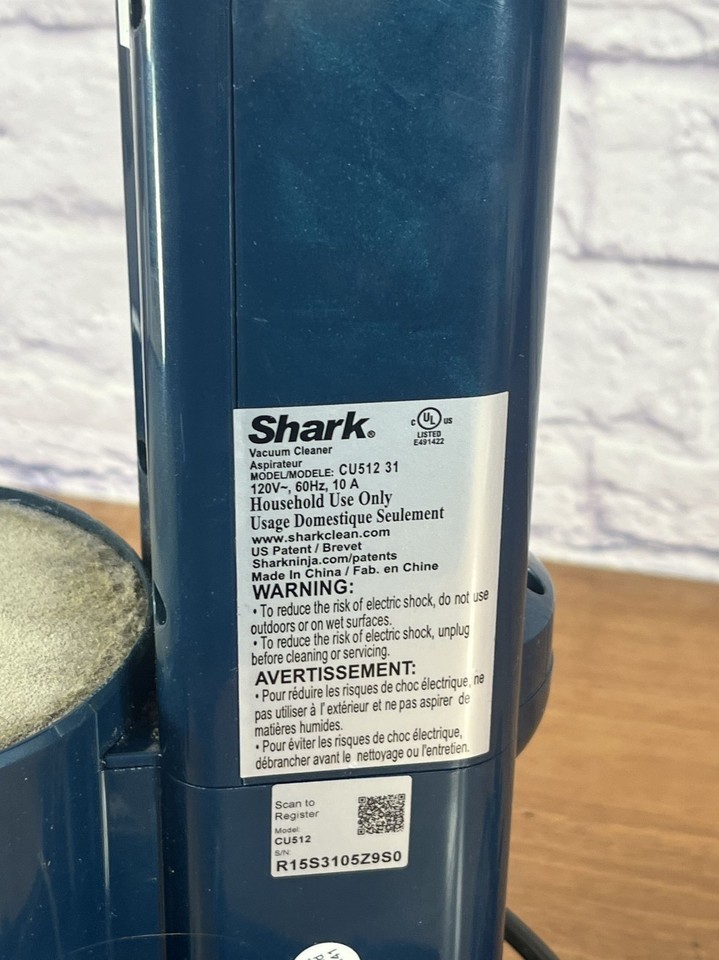 Shark®
c UL us
LISTED
E491422
Vacuum Cleaner
Aspirateur
MODEL/MODELE: CU512 31
120V~, 60Hz, 10 A
Household Use Only
Usage Domestique Seulement
www.sharkclean.com
US Patent / Brevet
Sharkninja.com/patents
Made In China / Fab. en Chine
WARNING:
• To reduce the risk of electric shock, do not use
outdoors or on wet surfaces.
• To reduce the risk of electric shock, unplug
before cleaning or servicing.
AVERTISSEMENT:
• Pour réduire les risques de choc électrique, ne
pas utiliser à l'extérieur et ne pas aspirer de
matières humides.
• Pour éviter les risques de choc électrique,
débrancher avant le nettoyage ou l'entretien.
Scan to
Register
Model:
CU512
S/N:
R15S3105Z9S0